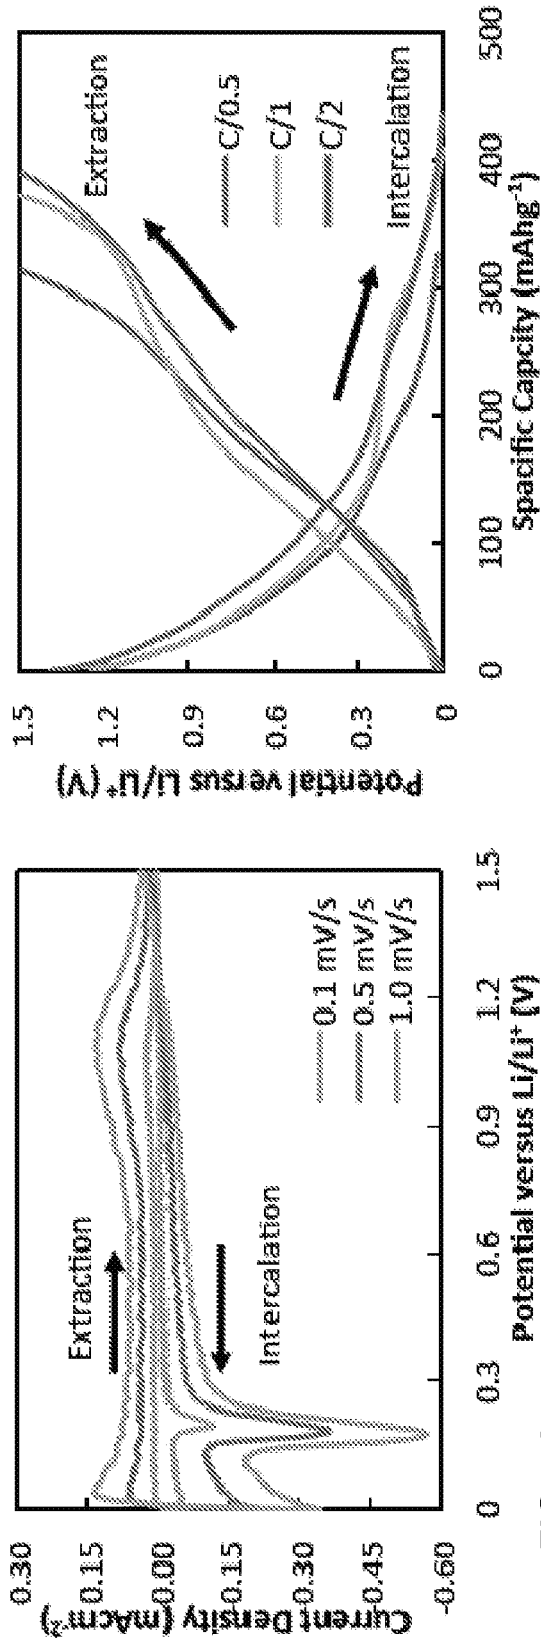 0.30
0.15
0.00
-0.15
-0.30
-0.45
-0.60
Current Density (mAcm⁻²)
Extraction
Intercalation
0.1 mV/s
0.5 mV/s
1.0 mV/s
0 0.3 0.6 0.9 1.2 1.5
Potential versus Li/Li⁺ (V)
1.5
1.2
0.9
0.6
0.3
0
Potential versus Li/Li⁺ (V)
Extraction
C/0.5
C/1
C/2
Intercalation
0 100 200 300 400 500
Spacific Capcity (mAhg⁻¹)